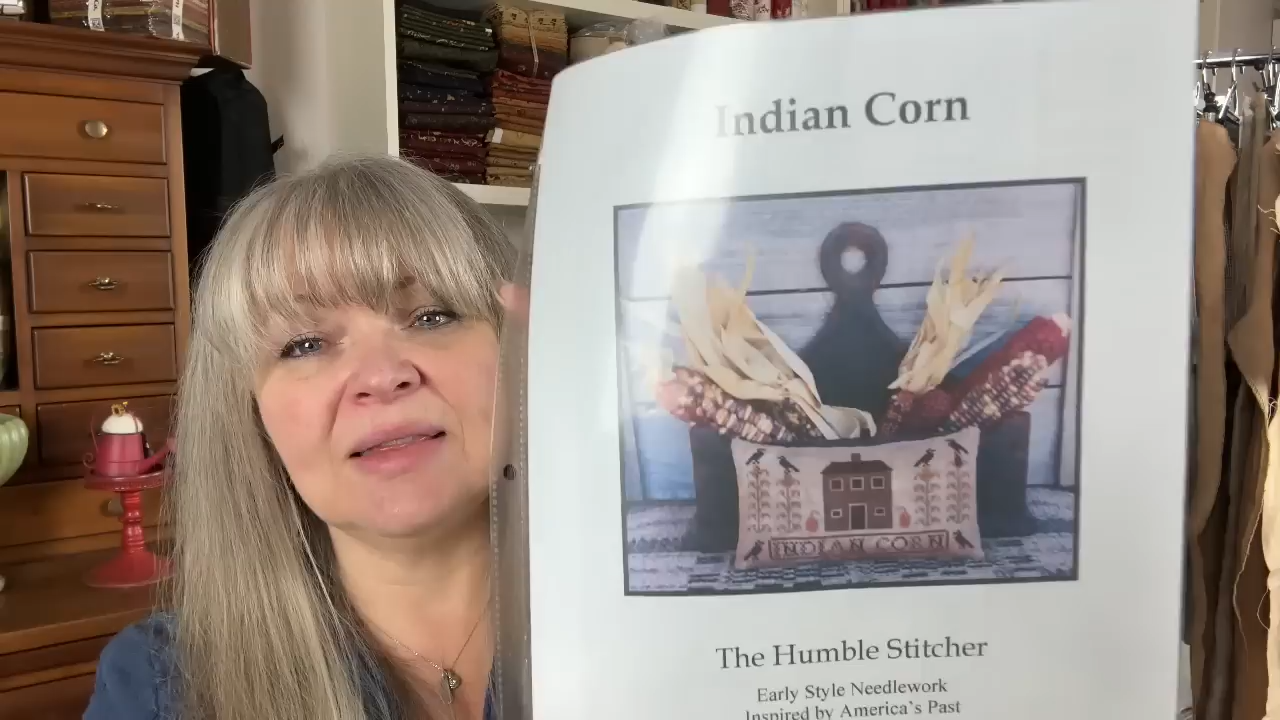 Indian Corn
INDIAN CORN
The Humble Stitcher
Early Style Needlework
Inspired by America's Past